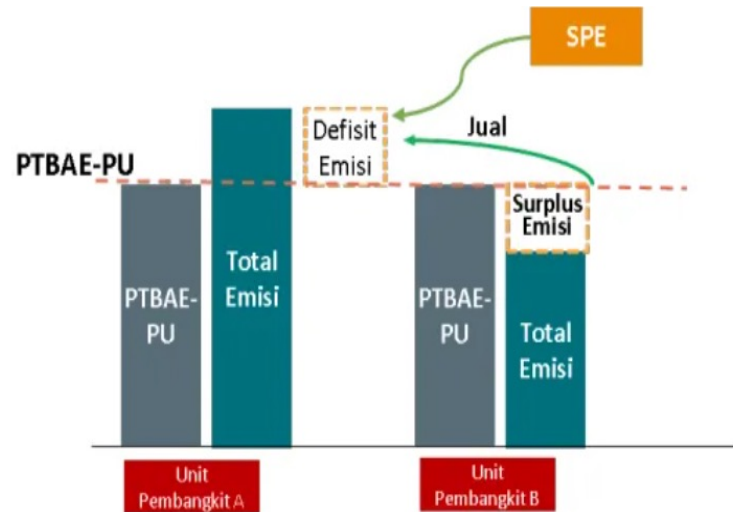 SPE
Defisit
Emisi
Jual
PTBAE-PU
PTBAE-
PU
Total
Emisi
PTBAE-
PU
Surplus
Emisi
Total
Emisi
Unit
Pembangkit A
Unit
Pembangkit B